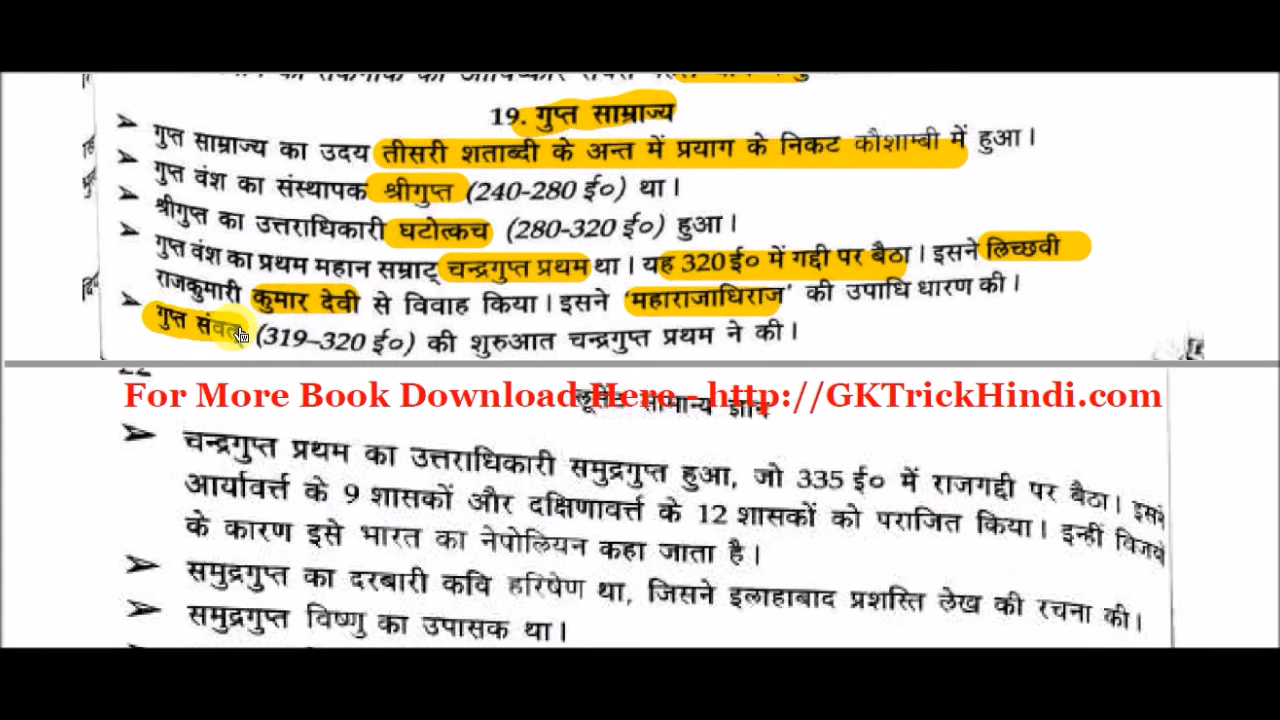 19. गुप्त साम्राज्य
➤ गुप्त साम्राज्य का उदय तीसरी शताब्दी के अन्त में प्रयाग के निकट कौशाम्बी में हुआ।
➤ गुप्त वंश का संस्थापक श्रीगुप्त (240-280 ई०) था।
➤ श्रीगुप्त का उत्तराधिकारी घटोत्कच (280-320 ई०) हुआ।
➤ गुप्त वंश का प्रथम महान सम्राट् चन्द्रगुप्त प्रथम था। यह 320 ई० में गद्दी पर बैठा। इसने लिच्छवी
राजकुमारी कुमार देवी से विवाह किया। इसने 'महाराजाधिराज' की उपाधि धारण की।
➤ गुप्त संवत् (319–320 ई०) की शुरुआत चन्द्रगुप्त प्रथम ने की।
For More Book Download Here - http://GKTrickHindi.com
सामान्य ज्ञान
➤ चन्द्रगुप्त प्रथम का उत्तराधिकारी समुद्रगुप्त हुआ, जो 335 ई० में राजगद्दी पर बैठा। इसने
आर्यावर्त्त के 9 शासकों और दक्षिणावर्त्त के 12 शासकों को पराजित किया। इन्हीं विजयों
के कारण इसे भारत का नेपोलियन कहा जाता है।
➤ समुद्रगुप्त का दरबारी कवि हरिषेण था, जिसने इलाहाबाद प्रशस्ति लेख की रचना की।
➤ समुद्रगुप्त विष्णु का उपासक था।